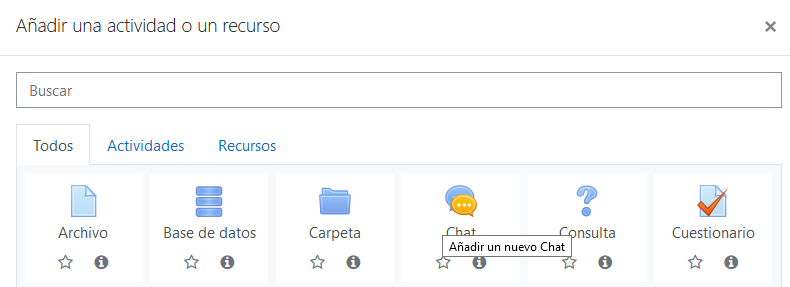 Añadir una actividad o un recurso
Buscar
Todos Actividades Recursos
Archivo Base de datos Carpeta Chat Consulta Cuestionario
Añadir un nuevo Chat